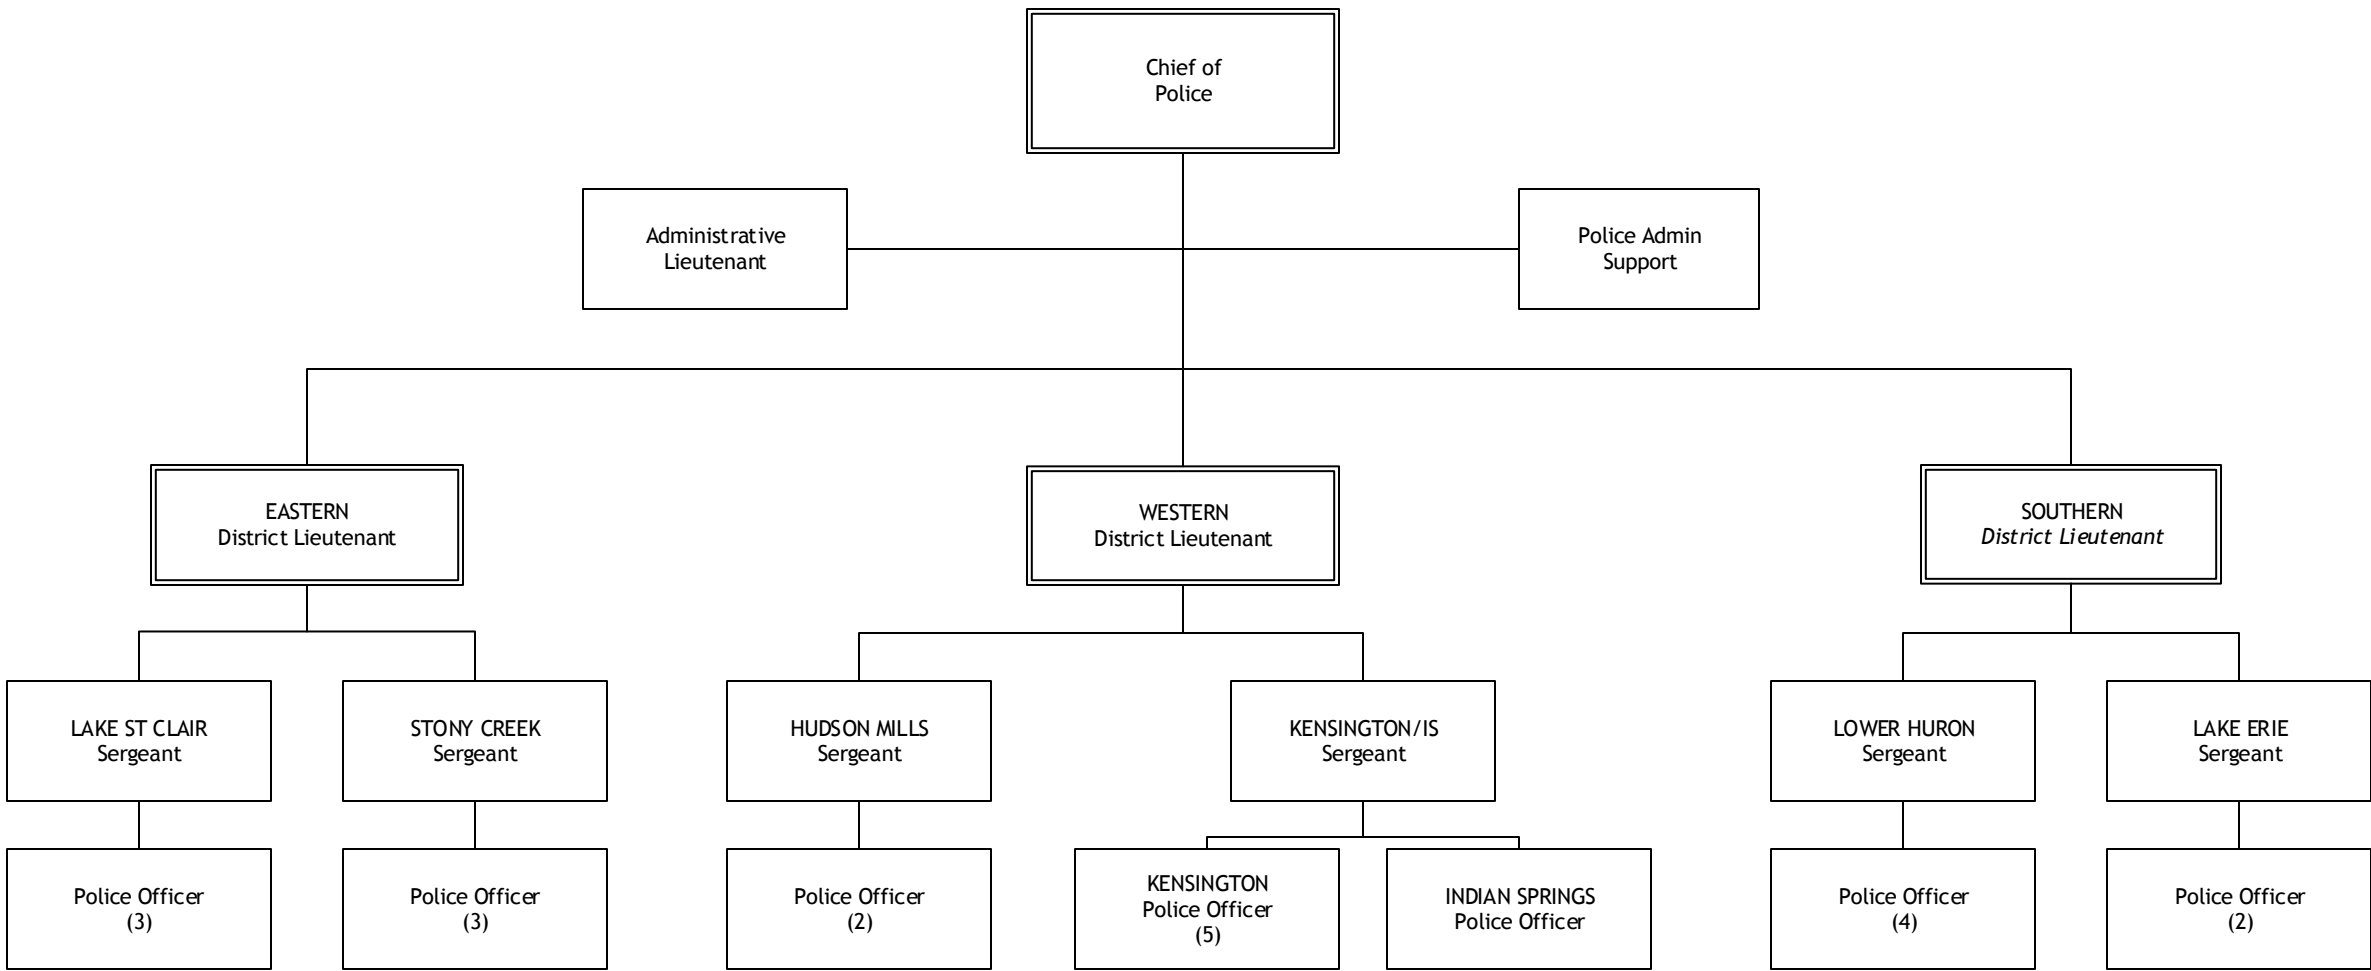 Chief of
Police
Administrative
Lieutenant
Police Admin
Support
EASTERN
District Lieutenant
WESTERN
District Lieutenant
SOUTHERN
District Lieutenant
LAKE ST CLAIR
Sergeant
STONY CREEK
Sergeant
HUDSON MILLS
Sergeant
KENSINGTON/IS
Sergeant
LOWER HURON
Sergeant
LAKE ERIE
Sergeant
Police Officer
(3)
Police Officer
(3)
Police Officer
(2)
KENSINGTON
Police Officer
(5)
INDIAN SPRINGS
Police Officer
Police Officer
(4)
Police Officer
(2)